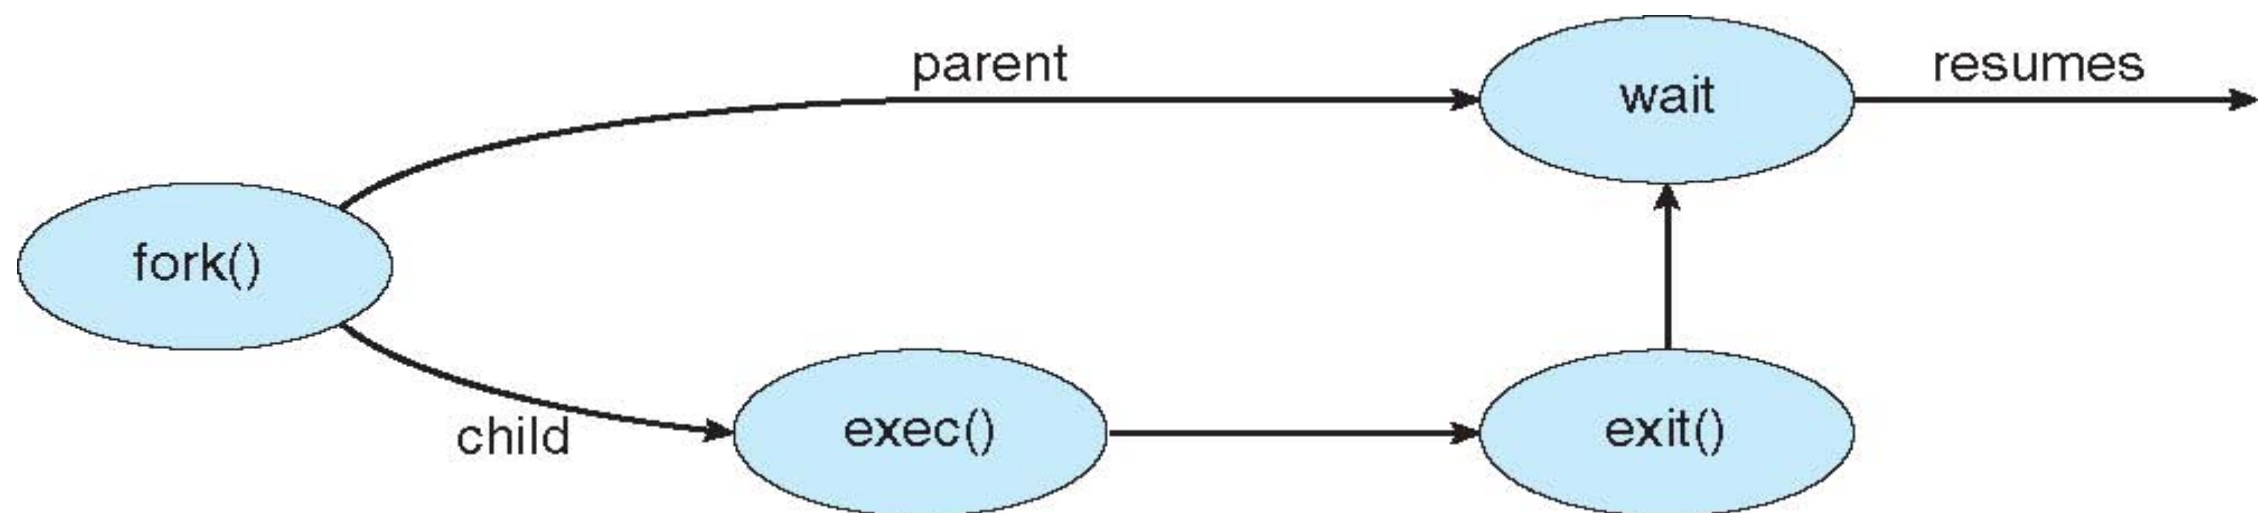 parent
resumes
wait
fork()
child
exec()
exit()